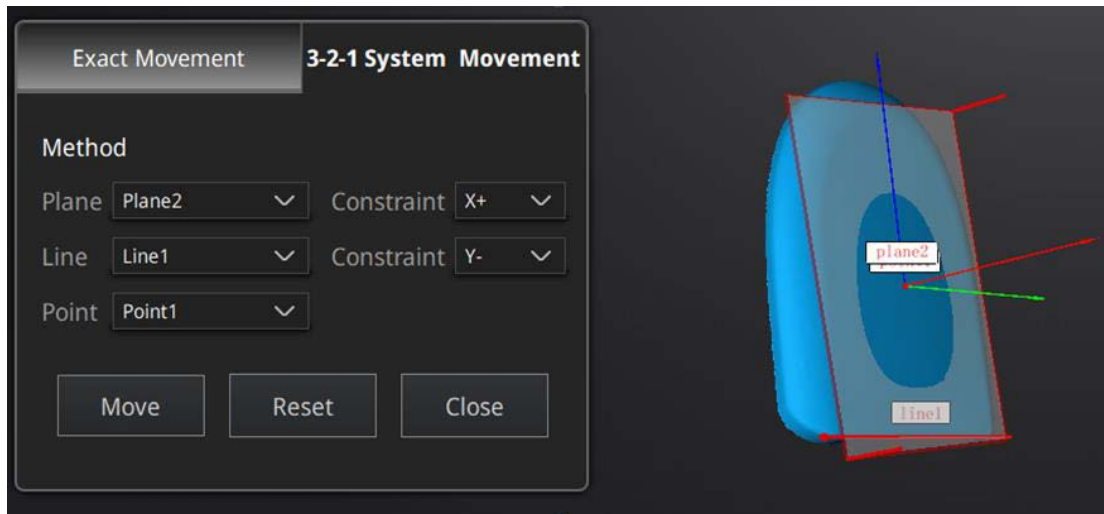 Exact Movement
3-2-1 System Movement
Method
Plane Plane2 Constraint X+
Line Line1 Constraint Y-
Point Point1
Move Reset Close
plane2
line1